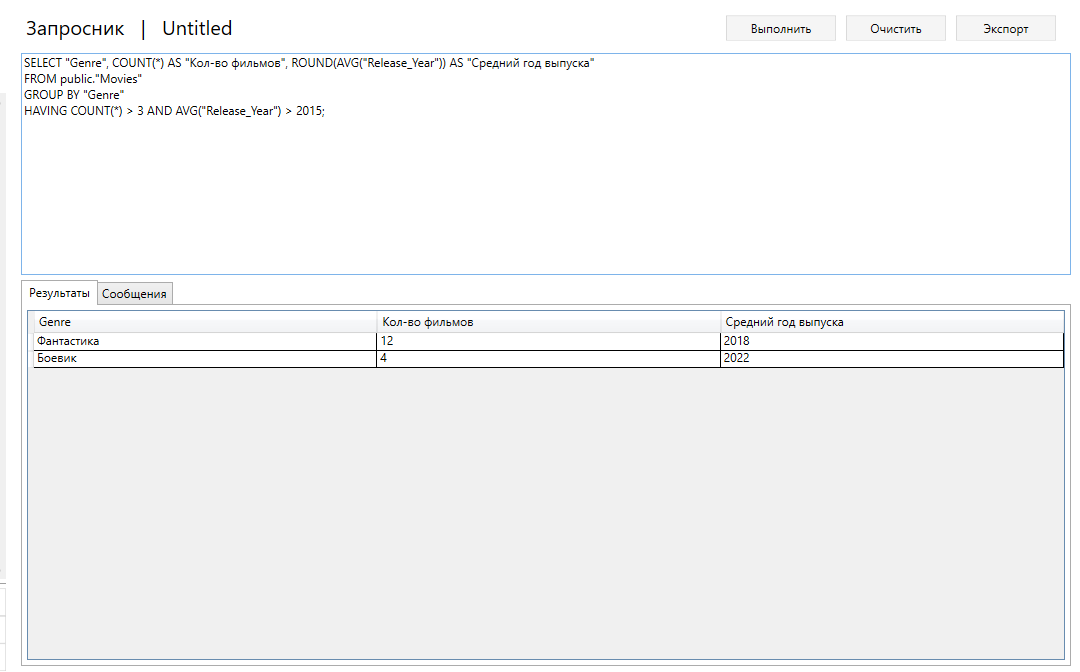 Запросник | Untitled
Выполнить
Очистить
Экспорт
SELECT "Genre", COUNT(*) AS "Кол-во фильмов", ROUND(AVG("Release_Year")) AS "Средний год выпуска"
FROM public."Movies"
GROUP BY "Genre"
HAVING COUNT(*) > 3 AND AVG("Release_Year") > 2015;
Результаты Сообщения
Genre Кол-во фильмов Средний год выпуска
Фантастика 12 2018
Боевик 4 2022